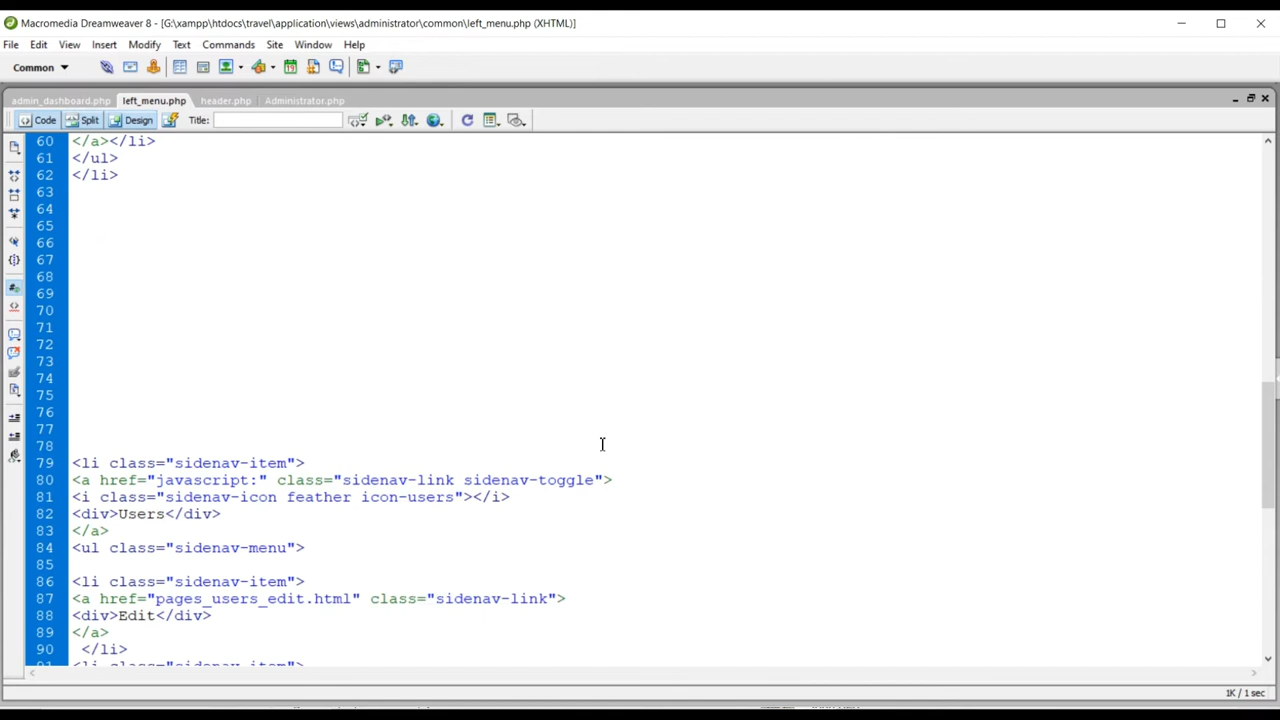 Macromedia Dreamweaver 8 - [G:\xampp\htdocs\travel\application\views\administrator\common\left_menu.php (XHTML)]
File Edit View Insert Modify Text Commands Site Window Help
Common
admin_dashboard.php left_menu.php header.php Administrator.php
Code Split Design Title:
60 </a></li>
61 </ul>
62 </li>
63
64
65
66
67
68
69
70
71
72
73
74
75
76
77
78
79 <li class="sidenav-item">
80 <a href="javascript:" class="sidenav-link sidenav-toggle">
81 <i class="sidenav-icon feather icon-users"></i>
82 <div>Users</div>
83 </a>
84 <ul class="sidenav-menu">
85
86 <li class="sidenav-item">
87 <a href="pages_users_edit.html" class="sidenav-link">
88 <div>Edit</div>
89 </a>
90 </li>
91 <li class="sidenav-item">
1K / 1 sec